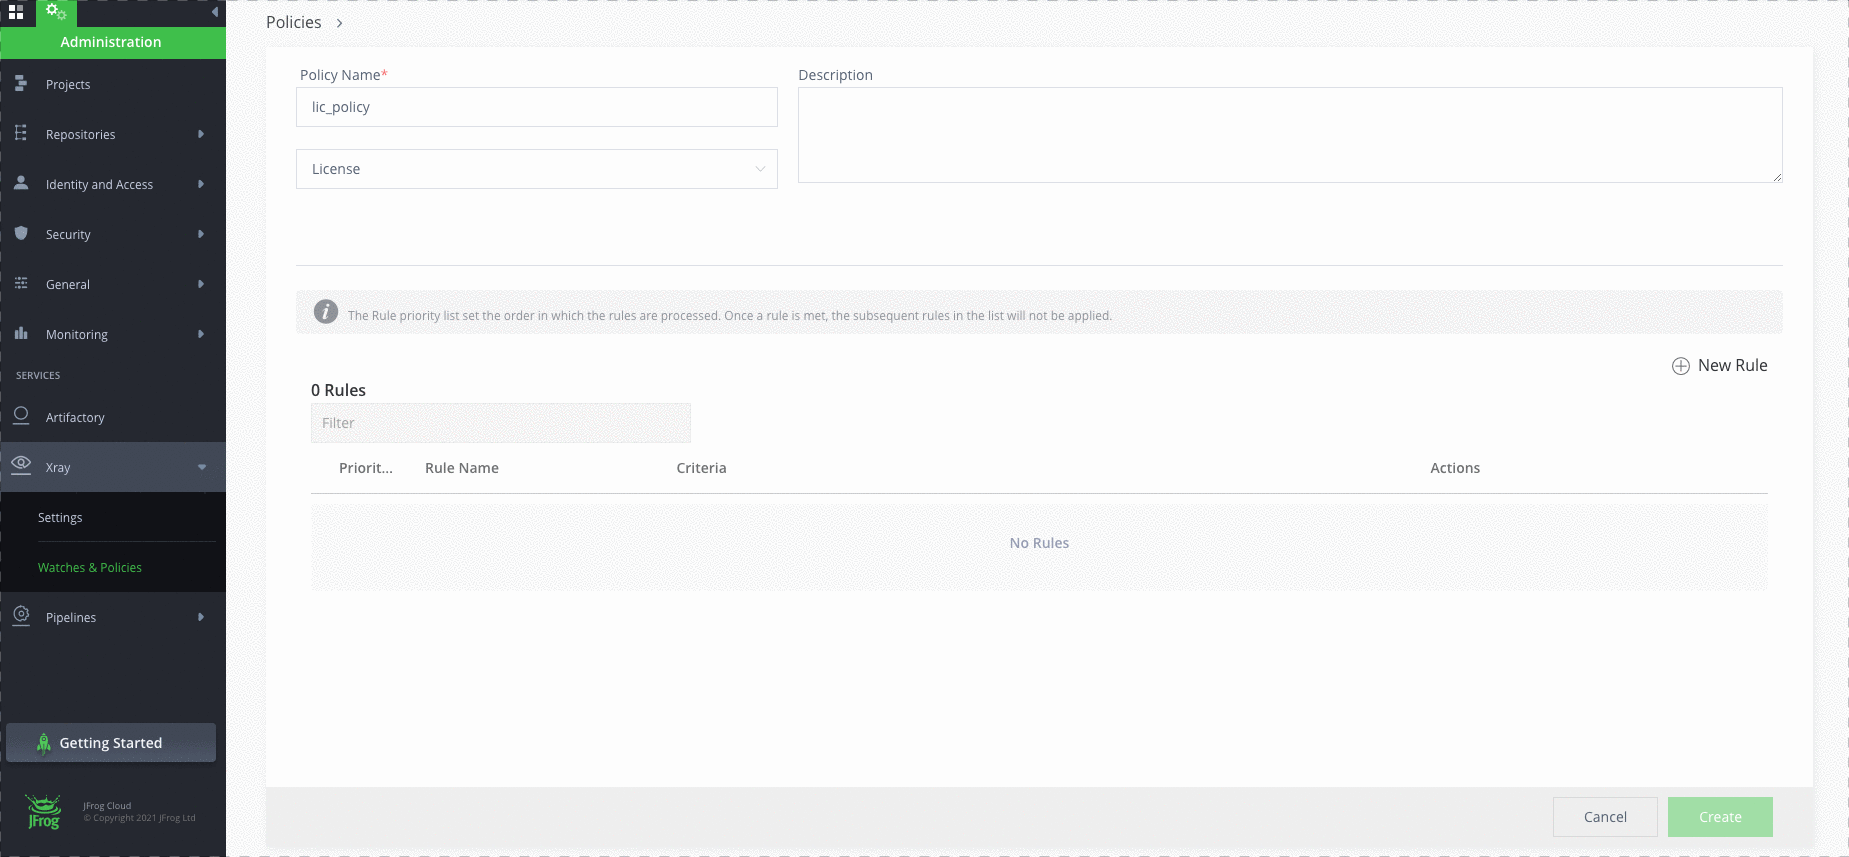 Administration
Projects
Repositories
Identity and Access
Security
General
Monitoring
SERVICES
Artifactory
Xray
Settings
Watches & Policies
Pipelines
Getting Started
JFrog
JFrog Cloud
© Copyright 2021 JFrog Ltd
Policies
Policy Name*
lic_policy
License
Description
The Rule priority list set the order in which the rules are processed. Once a rule is met, the subsequent rules in the list will not be applied.
New Rule
0 Rules
Filter
Priorit... Rule Name Criteria Actions
No Rules
Cancel Create